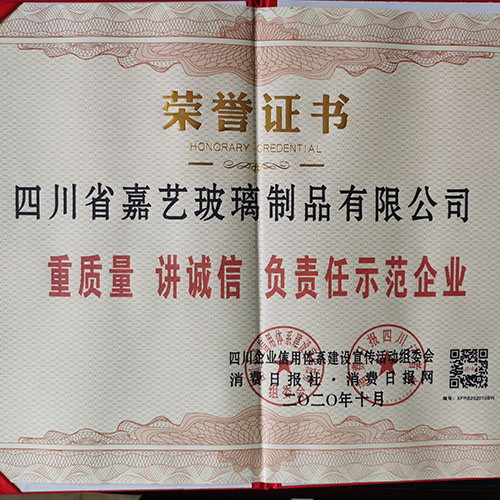 荣誉证书
HONORARY CREDENTIAL
四川省嘉艺玻璃制品有限公司
重质量 讲诚信 负责任示范企业
四川企业信用体系建设宣传活动组委会
消费日报社·消费日报网
二〇二〇年十月
编号：XFRB202010BW